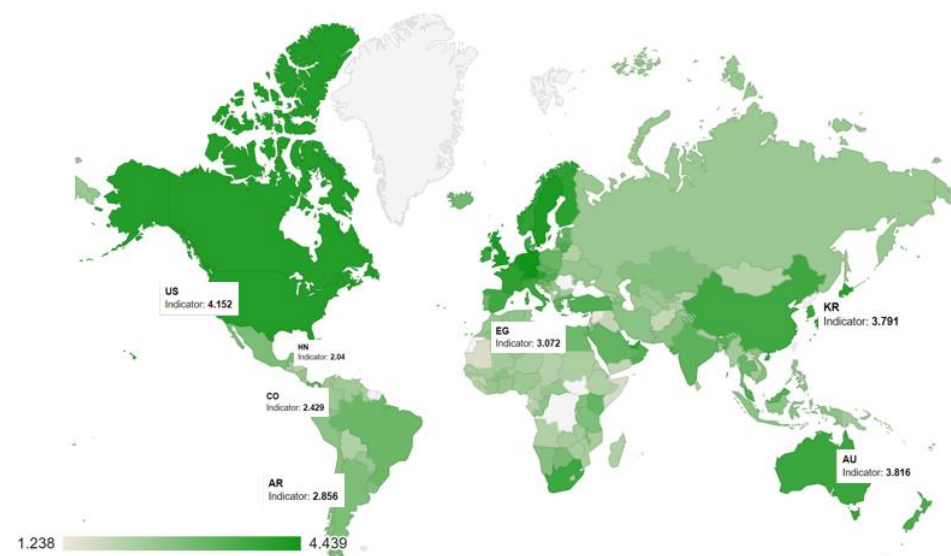 US
Indicator: 4.152
HN
Indicator: 2.04
CO
Indicator: 2.429
AR
Indicator: 2.856
EG
Indicator: 3.072
KR
Indicator: 3.791
AU
Indicator: 3.816
1.238 4.439